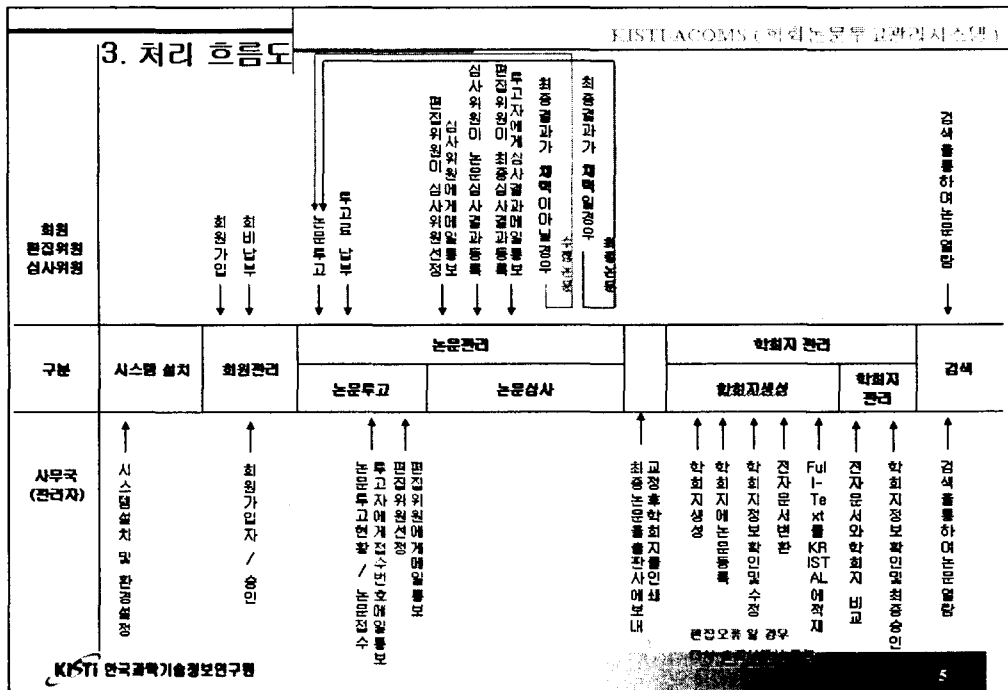 KISTI-ACOMS ( 학회논문투고관리시스템 )
3. 처리 흐름도
회원
편집위원
심사위원
회원가입
회비납부
논문투고
투고료 납부
편집위원이 심사위원선정
심사위원에게메일통보
심사위원이 논문심사결과등록
편집위원이 최종심사결과등록
투고자에게심사결과메일통보
최종결과가 채택이아닐경우
최종결과가 채택일경우
최종논문
검색을통하여논문열람
구분
시스템 설치
회원관리
논문관리
논문투고
논문심사
학회지 관리
학회지생성
학회지
관리
검색
사무국
(관리자)
시스템설치 및 환경설정
회원가입자 / 승인
논문투고현황 / 논문접수
투고자에게접수번호메일통보
편집위원선정
편집위원에게메일통보
최종논문을출판사에보내
교정후학회지를인쇄
학회지생성
학회지에논문등록
학회지정보확인및수정
전자문서변환
Ful
l-
Te
xt를
KR
IST
AL에적재
전자문서와학회지 비교
학회지정보확인및최종승인
검색을통하여논문열람
편집오류 일 경우
KiSTi 한국과학기술정보연구원
5